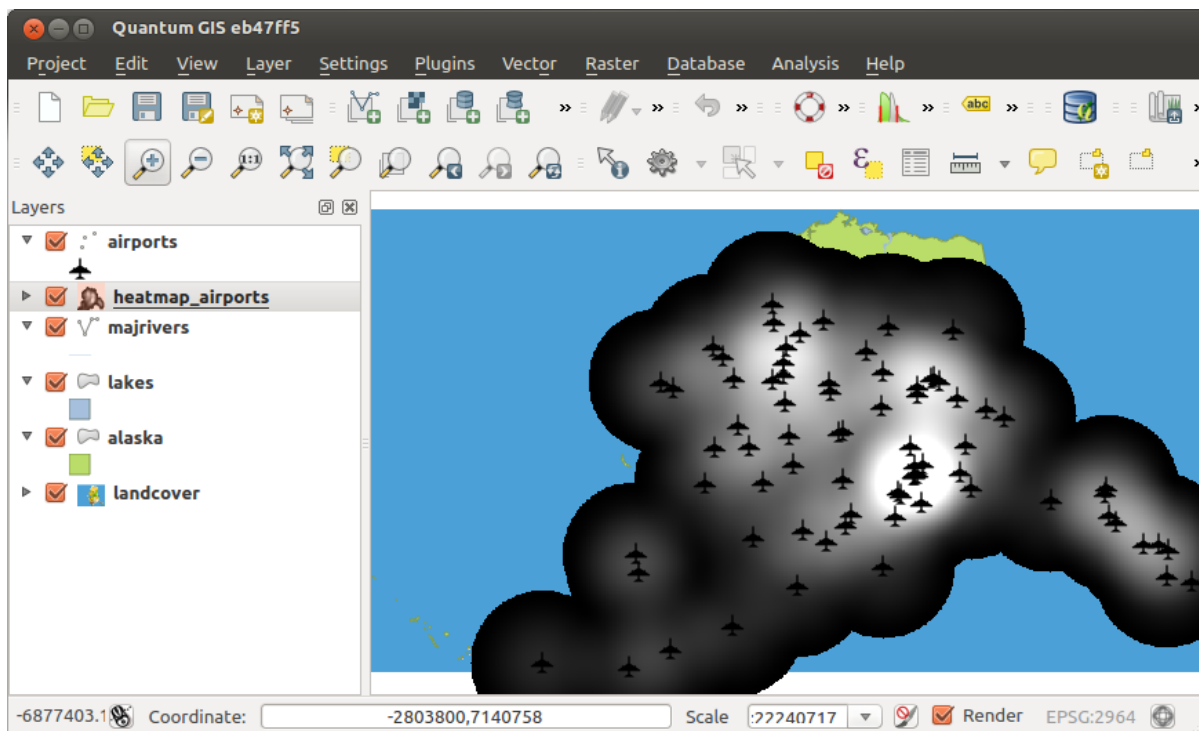 Quantum GIS eb47ff5
Project Edit View Layer Settings Plugins Vector Raster Database Analysis Help
abc
1:1
Layers
airports
heatmap_airports
majrivers
lakes
alaska
landcover
-6877403.1 Coordinate: -2803800,7140758 Scale :22240717 Render EPSG:2964